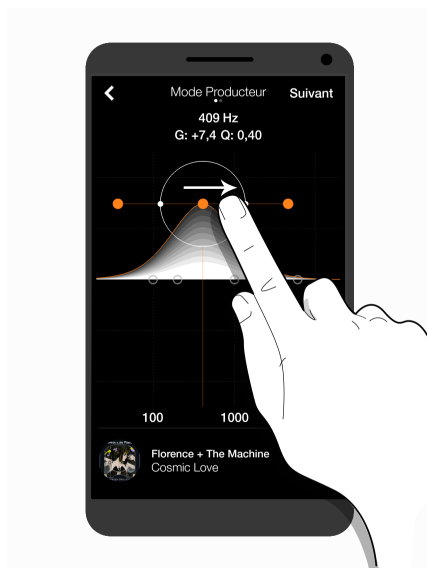 Mode Producteur
Suivant
409 Hz
G: +7,4 Q: 0,40
100
1000
Florence + The Machine
Cosmic Love